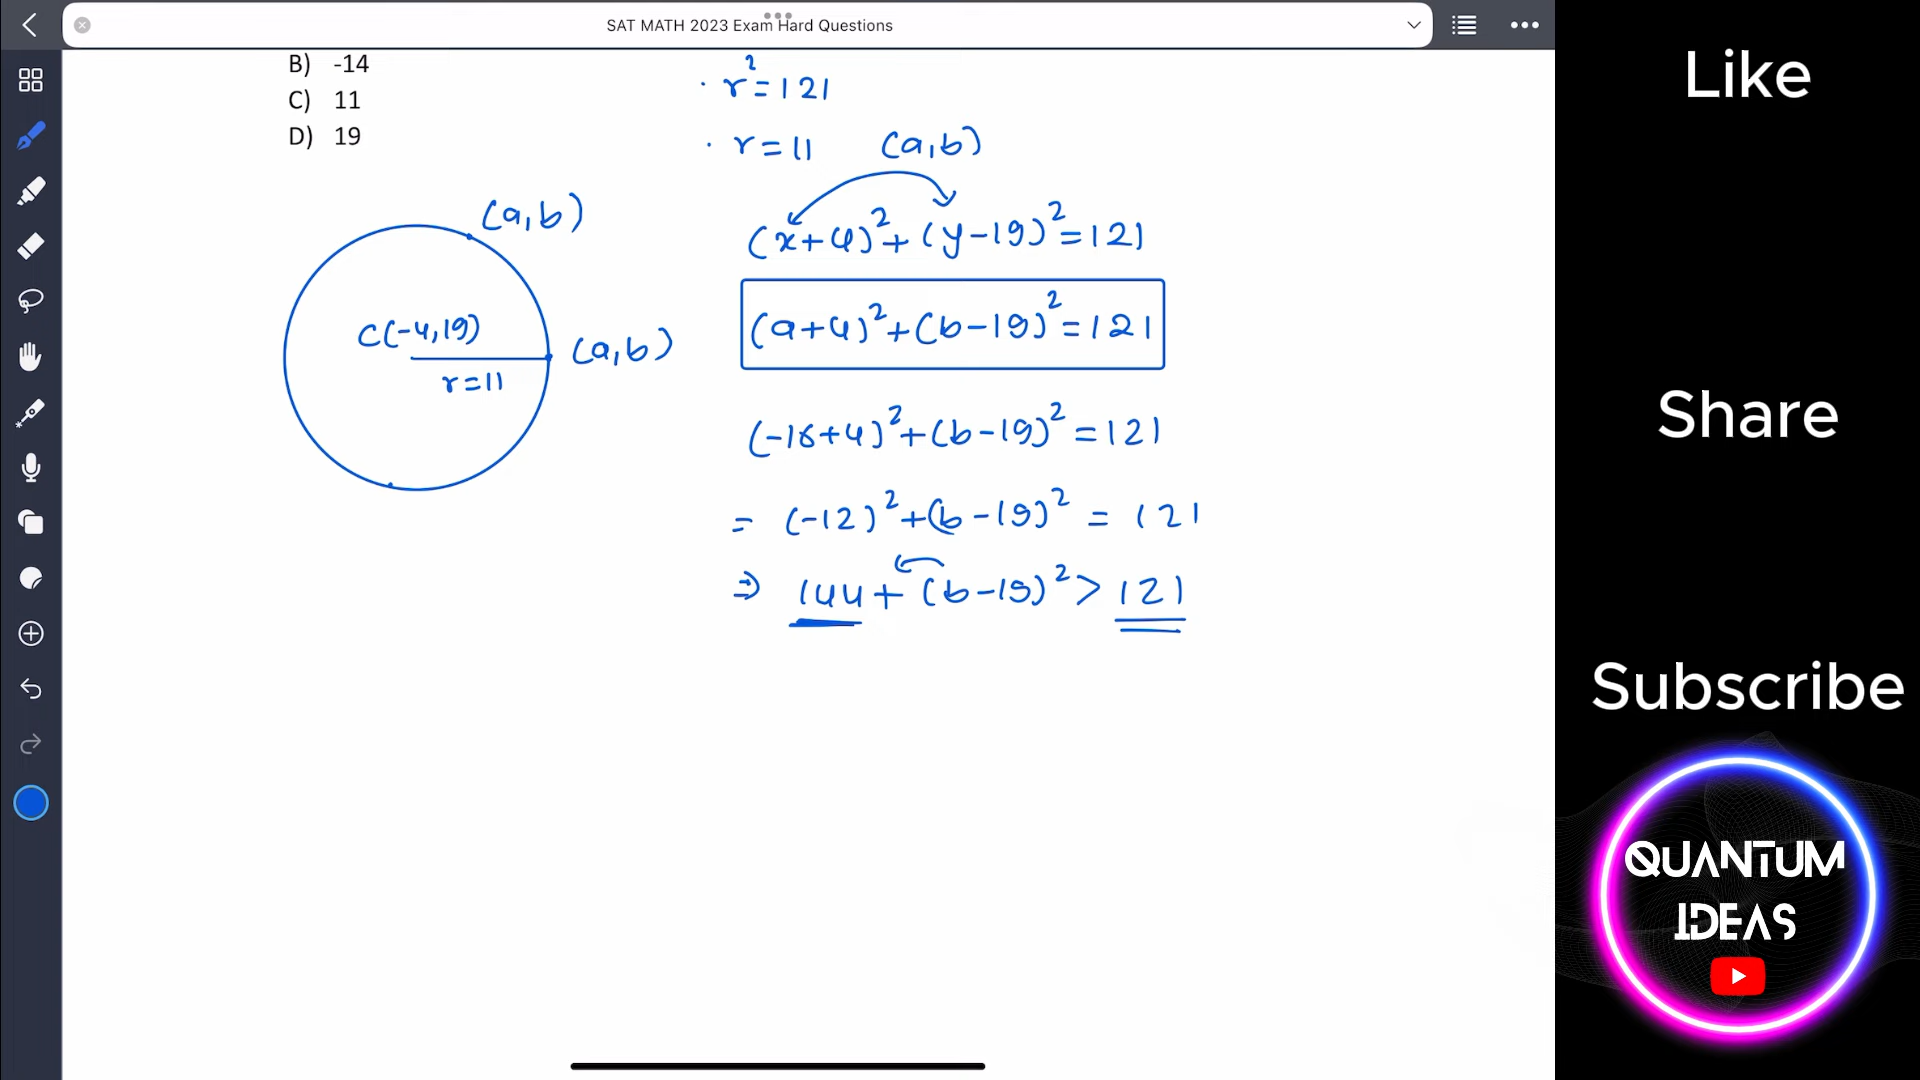 SAT MATH 2023 Exam Hard Questions
B) -14
C) 11
D) 19
· r²=121
· r=11 (a,b)
(x+4)²+(y-19)²=121
(a+4)²+(b-19)²=121
(-16+4)²+(b-19)²=121
= (-12)²+(b-19)² = 121
⇒ 144+(b-19)²>121
(a,b)
C(-4,19)
r=11
(a,b)
Like
Share
Subscribe
QUANTUM
IDEAS